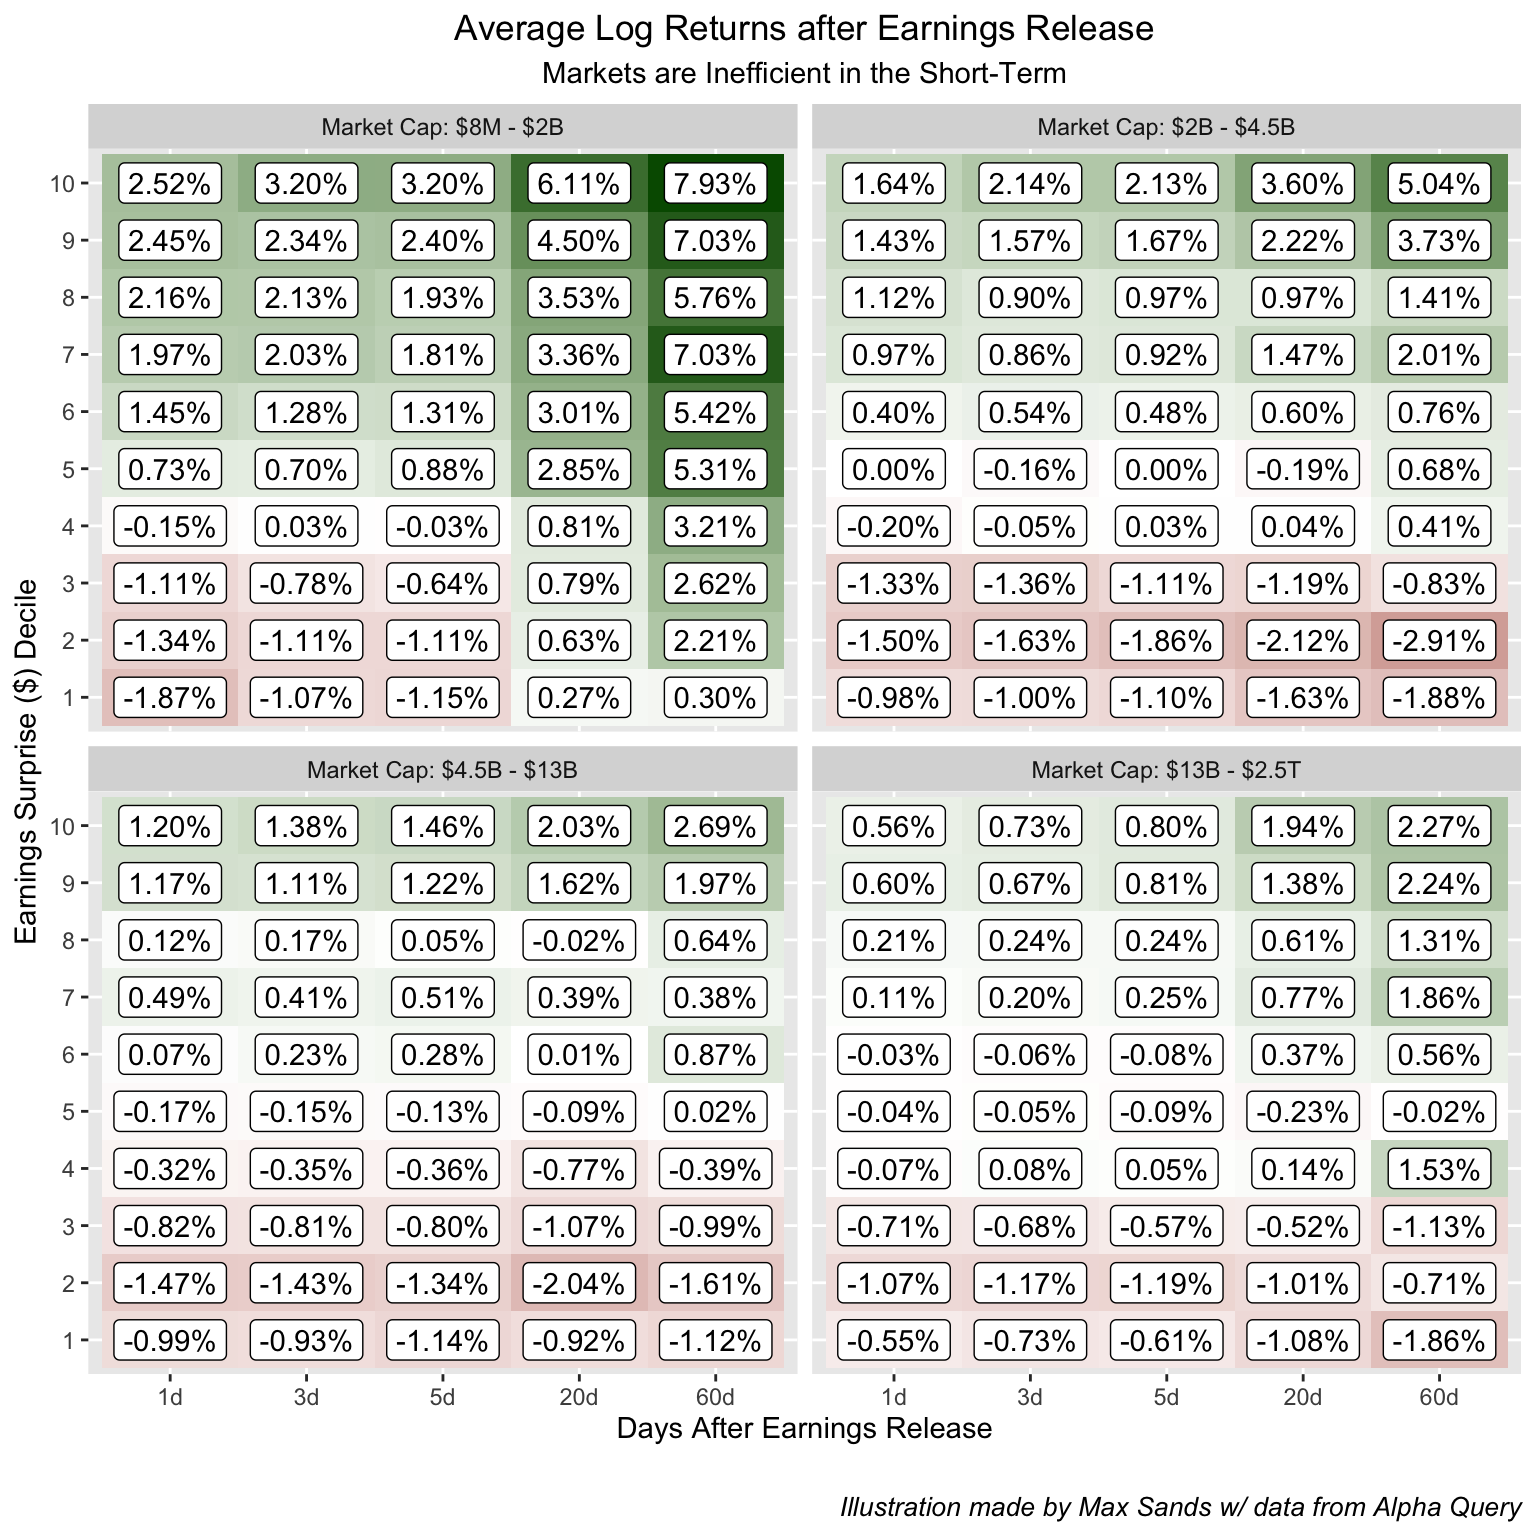 Average Log Returns after Earnings Release
Markets are Inefficient in the Short-Term
Earnings Surprise ($) Decile
Market Cap: $8M - $2B
10 2.52% 3.20% 3.20% 6.11% 7.93%
9 2.45% 2.34% 2.40% 4.50% 7.03%
8 2.16% 2.13% 1.93% 3.53% 5.76%
7 1.97% 2.03% 1.81% 3.36% 7.03%
6 1.45% 1.28% 1.31% 3.01% 5.42%
5 0.73% 0.70% 0.88% 2.85% 5.31%
4 -0.15% 0.03% -0.03% 0.81% 3.21%
3 -1.11% -0.78% -0.64% 0.79% 2.62%
2 -1.34% -1.11% -1.11% 0.63% 2.21%
1 -1.87% -1.07% -1.15% 0.27% 0.30%
Market Cap: $2B - $4.5B
1.64% 2.14% 2.13% 3.60% 5.04%
1.43% 1.57% 1.67% 2.22% 3.73%
1.12% 0.90% 0.97% 0.97% 1.41%
0.97% 0.86% 0.92% 1.47% 2.01%
0.40% 0.54% 0.48% 0.60% 0.76%
0.00% -0.16% 0.00% -0.19% 0.68%
-0.20% -0.05% 0.03% 0.04% 0.41%
-1.33% -1.36% -1.11% -1.19% -0.83%
-1.50% -1.63% -1.86% -2.12% -2.91%
-0.98% -1.00% -1.10% -1.63% -1.88%
Market Cap: $4.5B - $13B
10 1.20% 1.38% 1.46% 2.03% 2.69%
9 1.17% 1.11% 1.22% 1.62% 1.97%
8 0.12% 0.17% 0.05% -0.02% 0.64%
7 0.49% 0.41% 0.51% 0.39% 0.38%
6 0.07% 0.23% 0.28% 0.01% 0.87%
5 -0.17% -0.15% -0.13% -0.09% 0.02%
4 -0.32% -0.35% -0.36% -0.77% -0.39%
3 -0.82% -0.81% -0.80% -1.07% -0.99%
2 -1.47% -1.43% -1.34% -2.04% -1.61%
1 -0.99% -0.93% -1.14% -0.92% -1.12%
1d 3d 5d 20d 60d
Market Cap: $13B - $2.5T
0.56% 0.73% 0.80% 1.94% 2.27%
0.60% 0.67% 0.81% 1.38% 2.24%
0.21% 0.24% 0.24% 0.61% 1.31%
0.11% 0.20% 0.25% 0.77% 1.86%
-0.03% -0.06% -0.08% 0.37% 0.56%
-0.04% -0.05% -0.09% -0.23% -0.02%
-0.07% 0.08% 0.05% 0.14% 1.53%
-0.71% -0.68% -0.57% -0.52% -1.13%
-1.07% -1.17% -1.19% -1.01% -0.71%
-0.55% -0.73% -0.61% -1.08% -1.86%
1d 3d 5d 20d 60d
Days After Earnings Release
Illustration made by Max Sands w/ data from Alpha Query